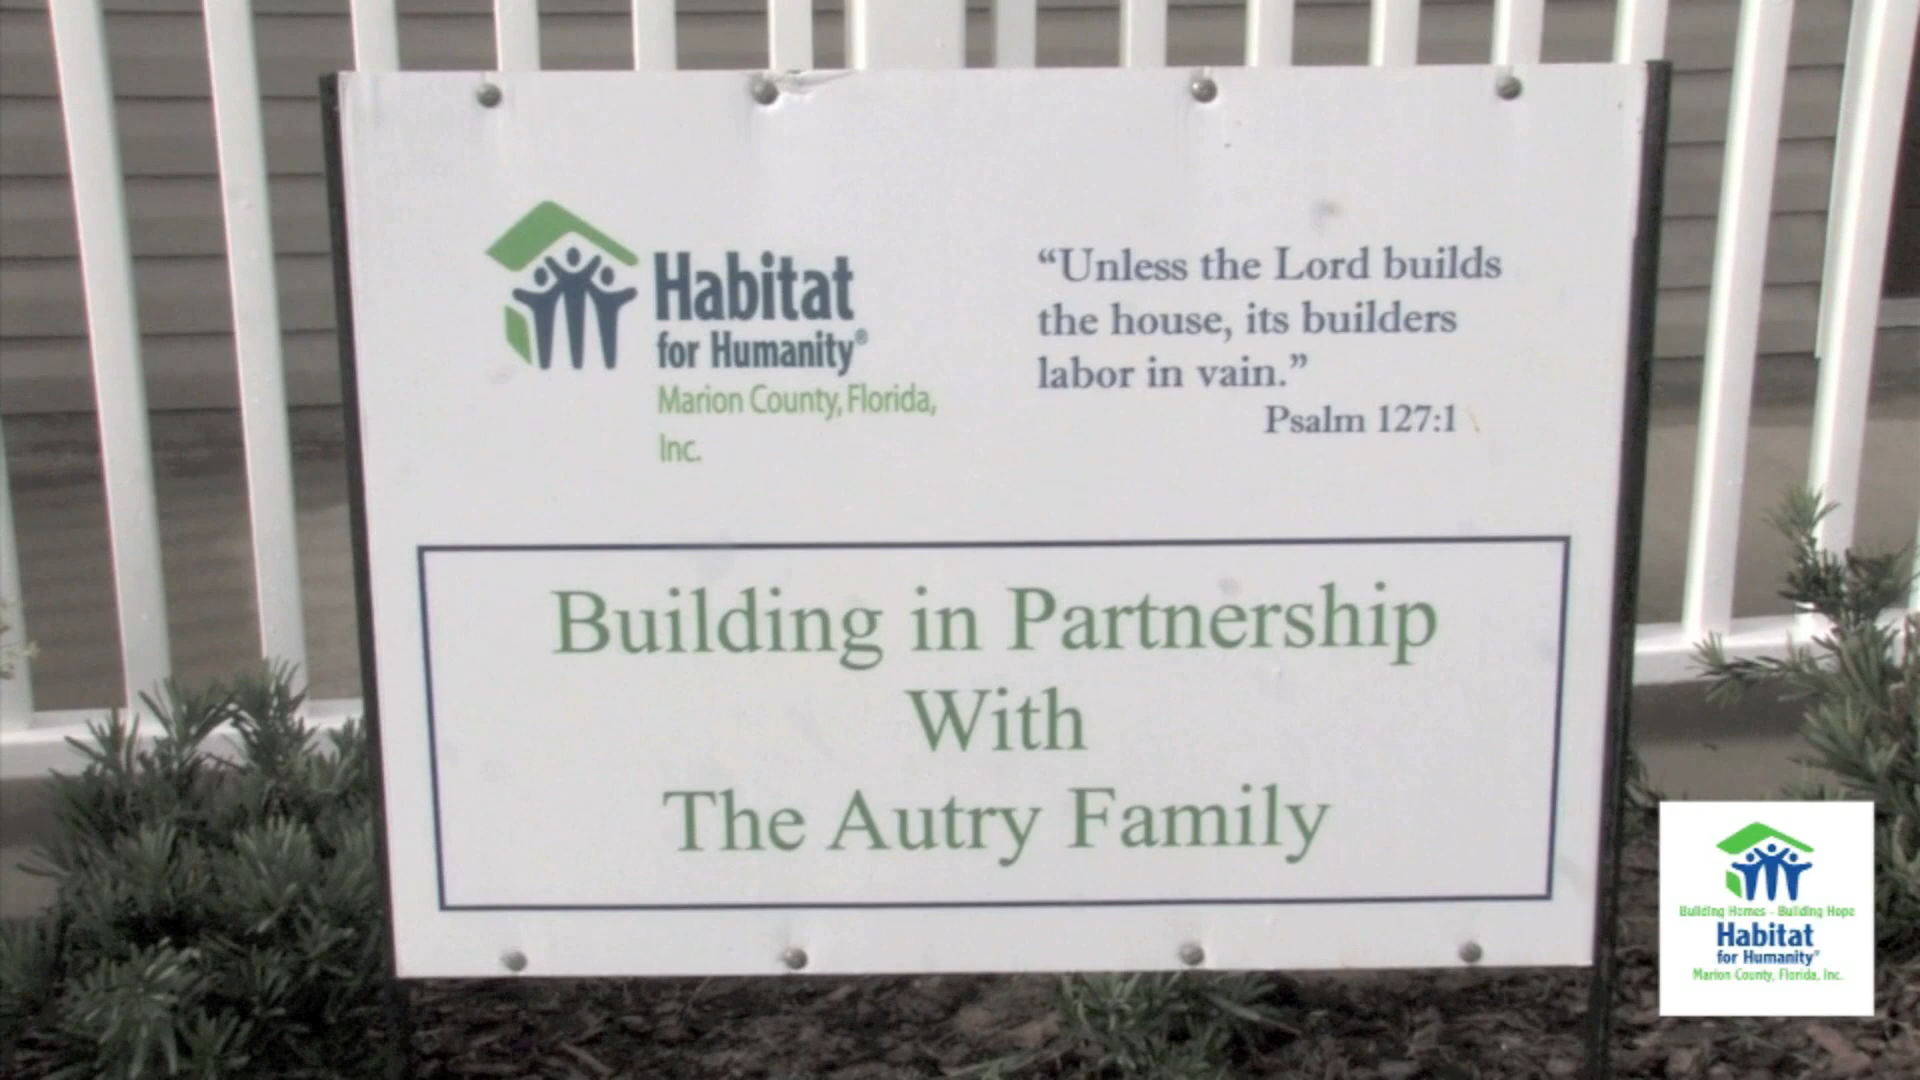 Habitat
for Humanity®
Marion County, Florida,
Inc.
“Unless the Lord builds
the house, its builders
labor in vain.”
Psalm 127:1
Building in Partnership
With
The Autry Family
Building Homes - Building Hope
Habitat
for Humanity®
Marion County, Florida, Inc.